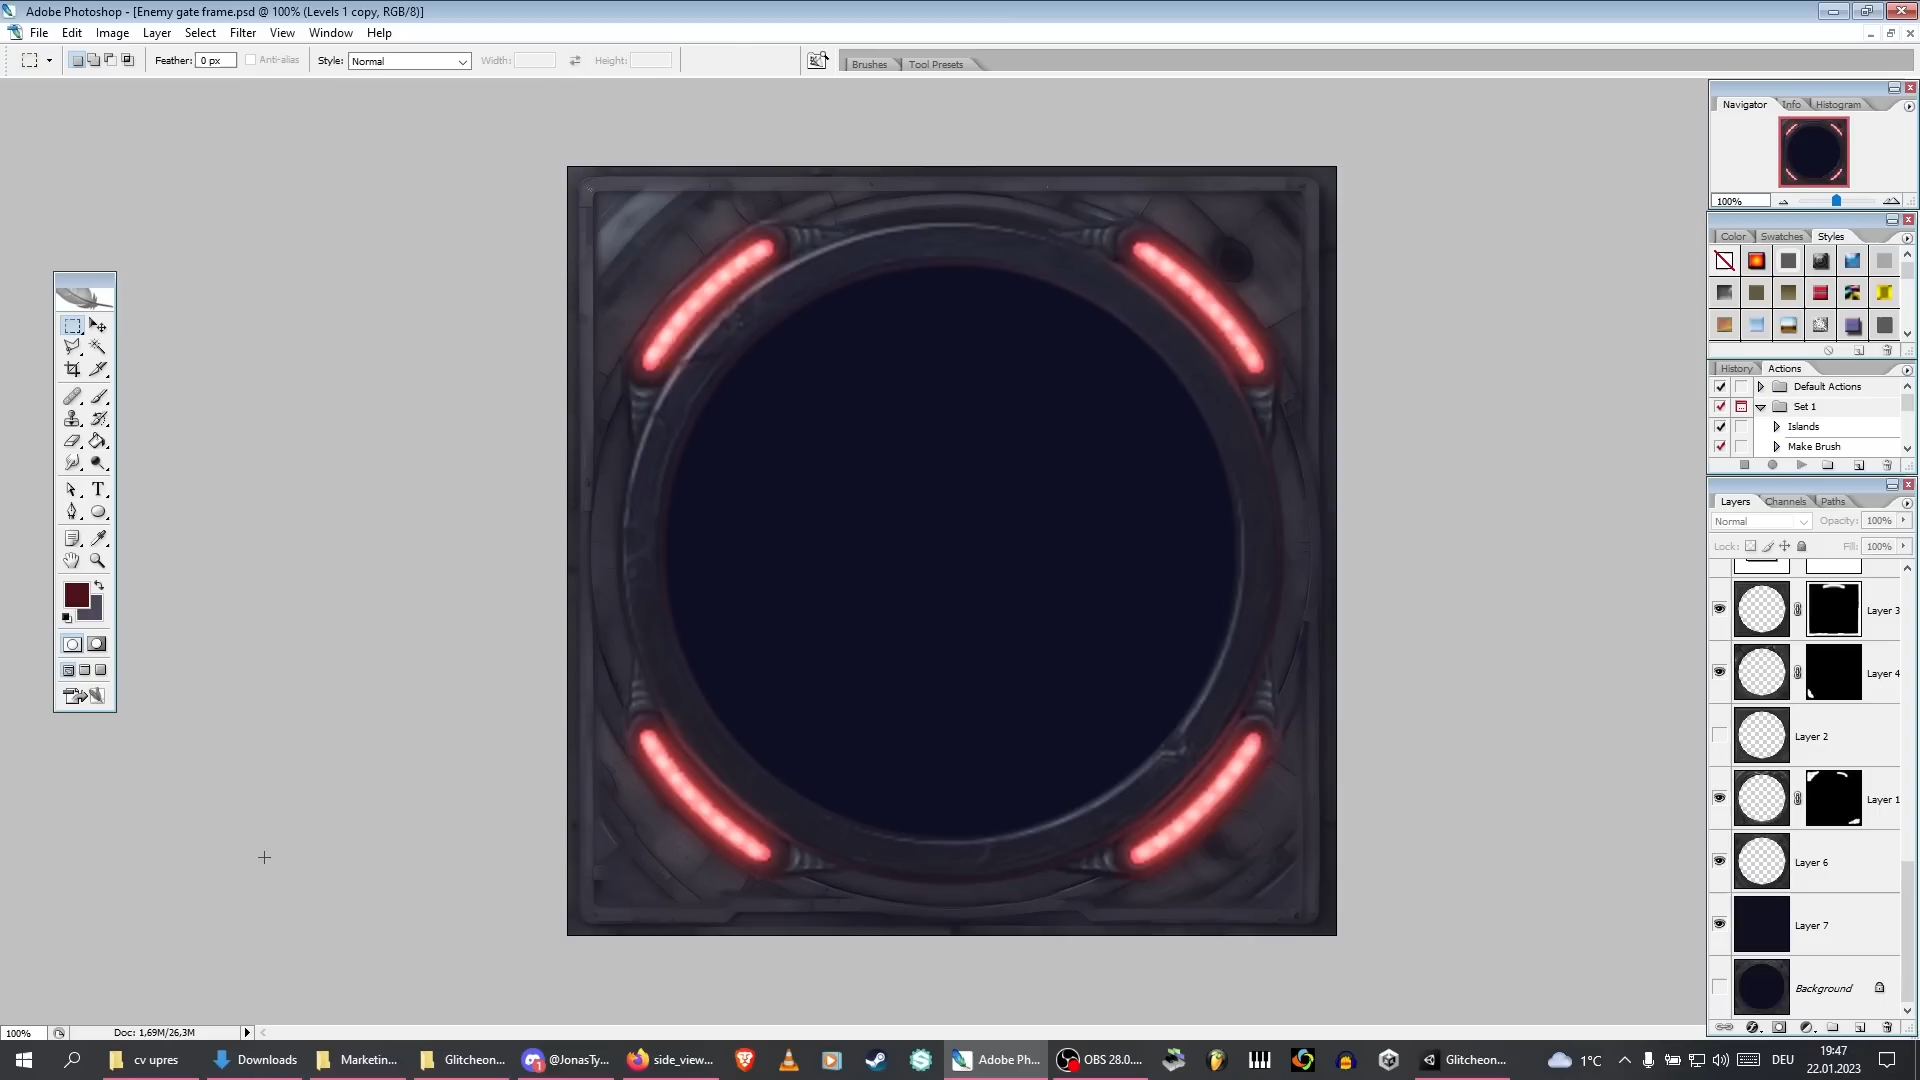 Adobe Photoshop - [Enemy gate frame.psd @ 100% (Levels 1 copy, RGB/8)]
File Edit Image Layer Select Filter View Window Help
Feather: 0 px Anti-alias Style: Normal Width: Height: Brushes Tool Presets
Navigator Info Histogram
100%
Color Swatches Styles
History Actions
Default Actions
Set 1
Islands
Make Brush
Layers Channels Paths
Normal Opacity: 100%
Lock: Fill: 100%
Layer 3
Layer 4
Layer 2
Layer 1
Layer 6
Layer 7
Background
T
100% Doc: 1,69M/26,3M
cv upres Downloads Marketin... Glitcheon... @JonasTy... side_view... Adobe Ph... OBS 28.0.... Glitcheon... 1°C DEU 19:47
22.01.2023